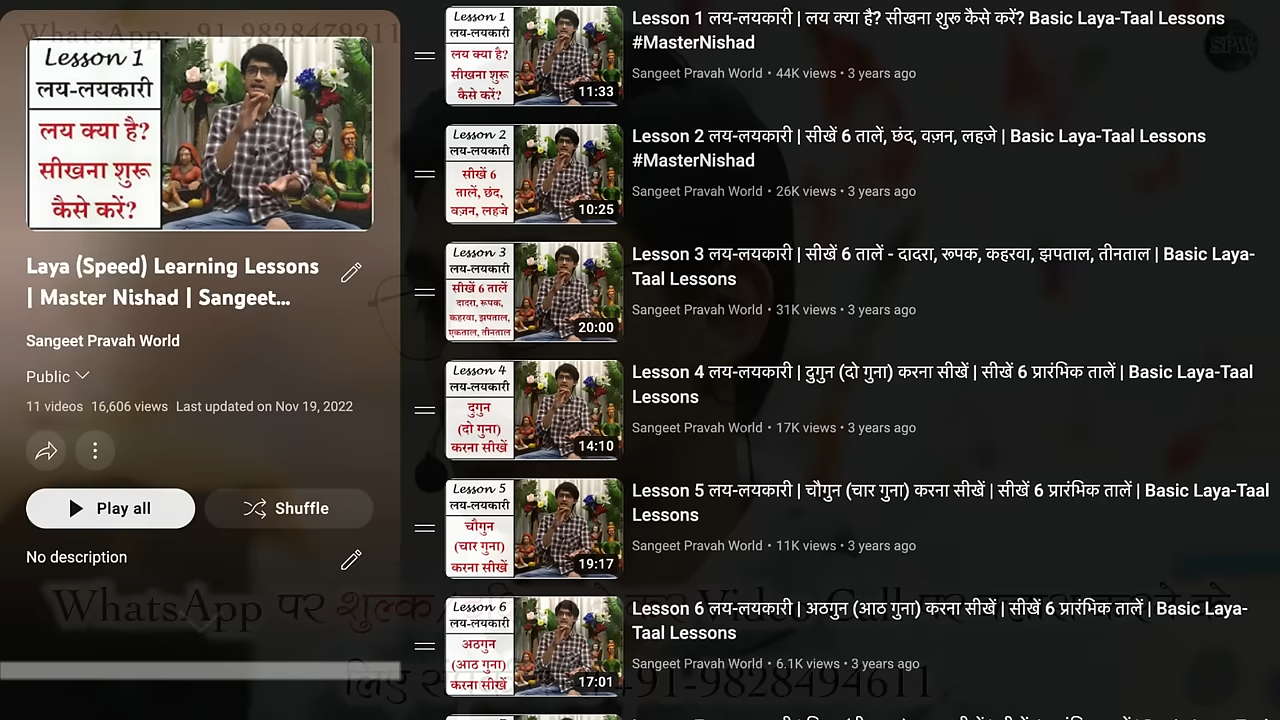 WhatsApp: +91-9828479211
SPW
Lesson 1
लय-लयकारी
लय क्या है?
सीखना शुरू
कैसे करें?
Laya (Speed) Learning Lessons
| Master Nishad | Sangeet...
Sangeet Pravah World
Public
11 videos 16,606 views Last updated on Nov 19, 2022
Play all
Shuffle
No description
Lesson 1
लय-लयकारी
लय क्या है?
सीखना शुरू
कैसे करें?
11:33
Lesson 1 लय-लयकारी | लय क्या है? सीखना शुरू कैसे करें? Basic Laya-Taal Lessons
#MasterNishad
Sangeet Pravah World • 44K views • 3 years ago
Lesson 2
लय-लयकारी
सीखें 6
तालें, छंद,
वज़न, लहजे
10:25
Lesson 2 लय-लयकारी | सीखें 6 तालें, छंद, वज़न, लहजे | Basic Laya-Taal Lessons
#MasterNishad
Sangeet Pravah World • 26K views • 3 years ago
Lesson 3
लय-लयकारी
सीखें 6 तालें
दादरा, रूपक,
कहरवा, झपताल,
एकताल, तीनताल
20:00
Lesson 3 लय-लयकारी | सीखें 6 तालें - दादरा, रूपक, कहरवा, झपताल, तीनताल | Basic Laya-
Taal Lessons
Sangeet Pravah World • 31K views • 3 years ago
Lesson 4
लय-लयकारी
दुगुन
(दो गुना)
करना सीखें
14:10
Lesson 4 लय-लयकारी | दुगुन (दो गुना) करना सीखें | सीखें 6 प्रारंभिक तालें | Basic Laya-Taal
Lessons
Sangeet Pravah World • 17K views • 3 years ago
Lesson 5
लय-लयकारी
चौगुन
(चार गुना)
करना सीखें
19:17
Lesson 5 लय-लयकारी | चौगुन (चार गुना) करना सीखें | सीखें 6 प्रारंभिक तालें | Basic Laya-Taal
Lessons
Sangeet Pravah World • 11K views • 3 years ago
Lesson 6
लय-लयकारी
अठगुन
(आठ गुना)
करना सीखें
17:01
Lesson 6 लय-लयकारी | अठगुन (आठ गुना) करना सीखें | सीखें 6 प्रारंभिक तालें | Basic Laya-
Taal Lessons
Sangeet Pravah World • 6.1K views • 3 years ago
WhatsApp पर शुल्क Video Call
लिए +91-9828494611